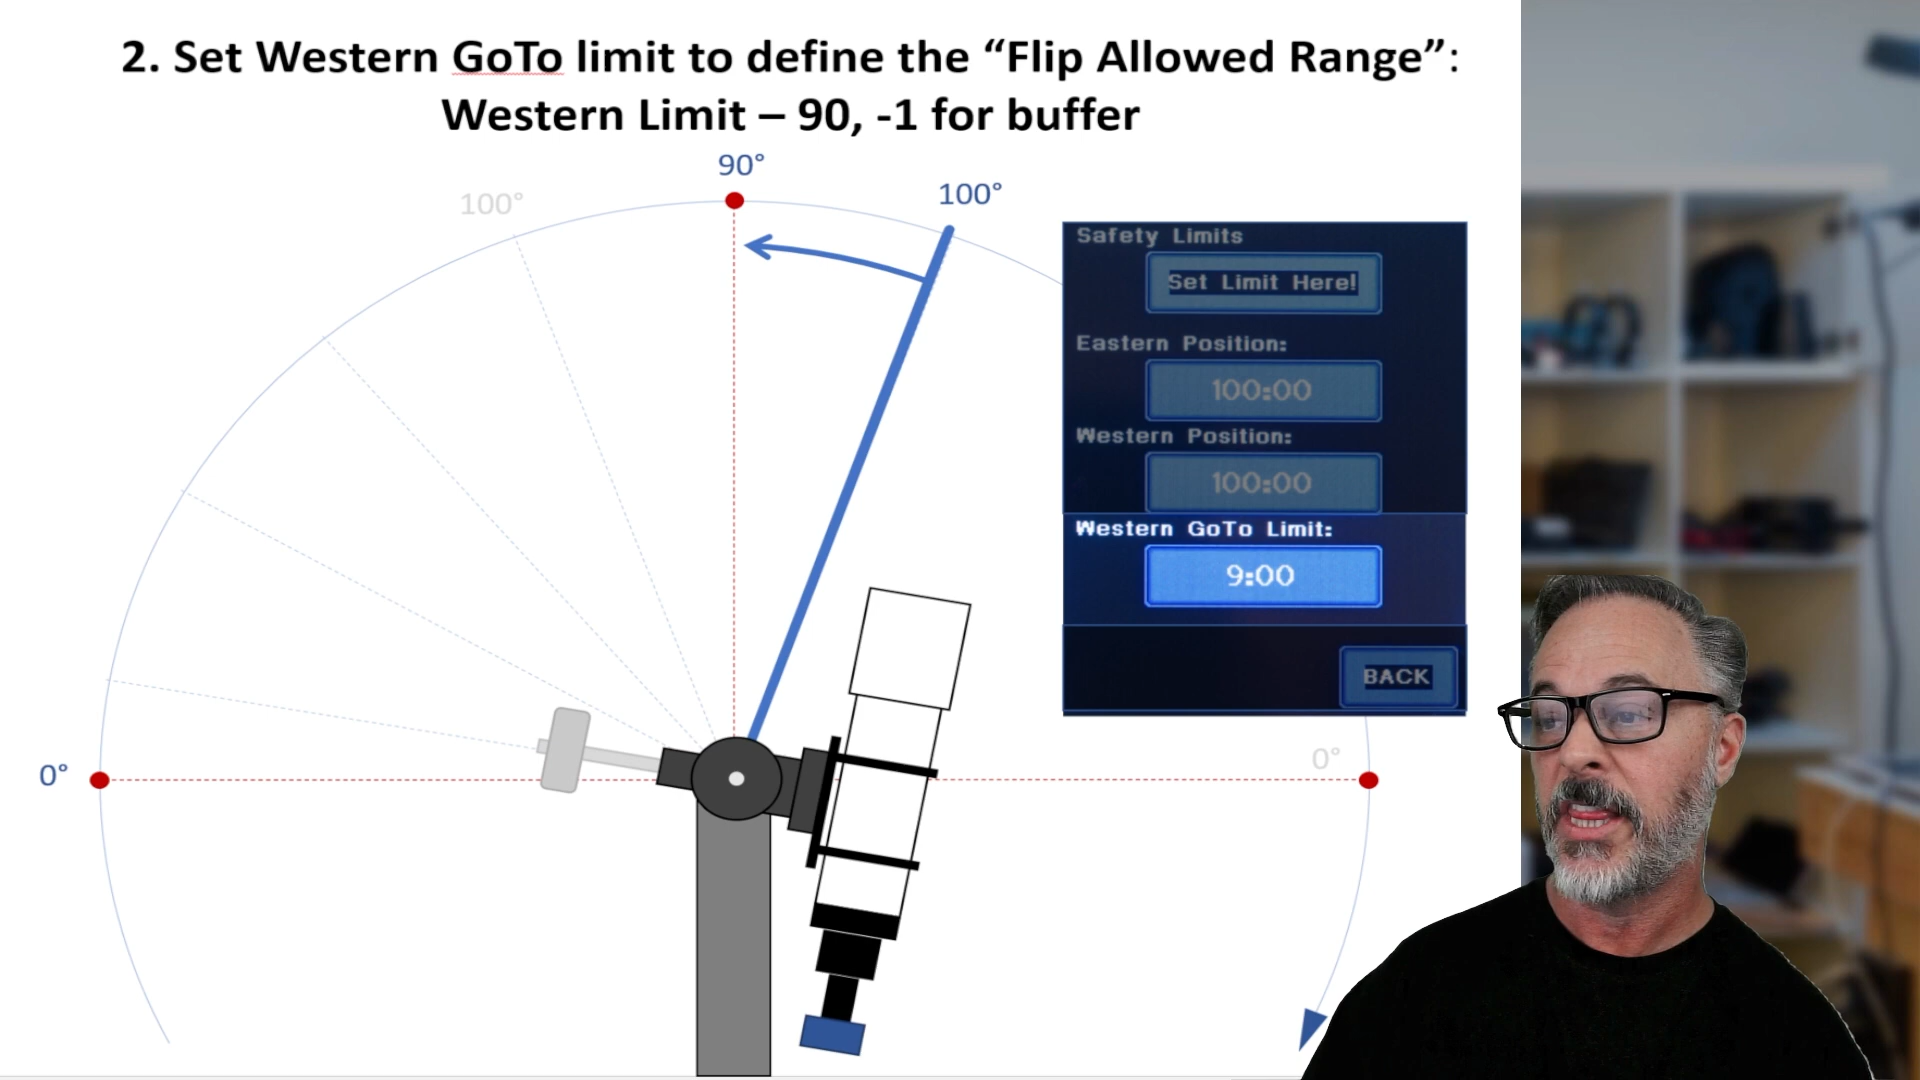 2. Set Western GoTo limit to define the “Flip Allowed Range”:
Western Limit – 90, -1 for buffer
90°
100°
100°
Safety Limits
Set Limit Here!
Eastern Position:
100:00
Western Position:
100:00
Western GoTo Limit:
9:00
BACK
0°
0°